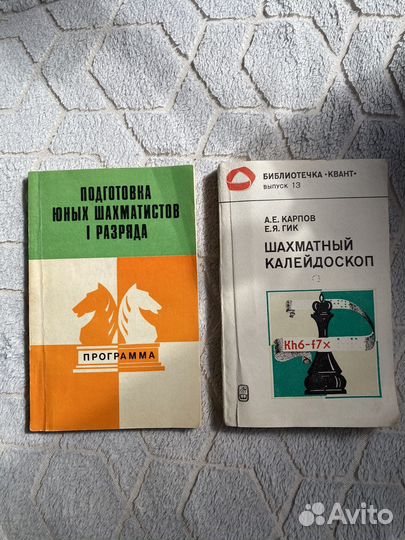 ПОДГОТОВКА
ЮНЫХ ШАХМАТИСТОВ
I РАЗРЯДА
ПРОГРАММА
БИБЛИОТЕЧКА «КВАНТ»
ВЫПУСК 13
А.Е. КАРПОВ
Е.Я. ГИК
ШАХМАТНЫЙ
КАЛЕЙДОСКОП
Kh6-f7×
Avito